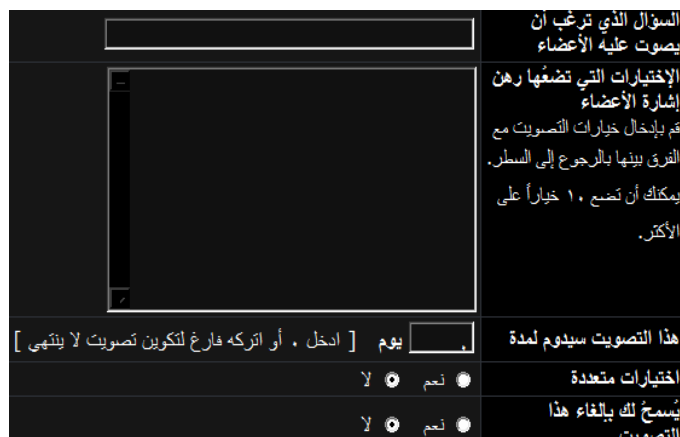 السؤال الذي ترغب أن
يصوت عليه الأعضاء
الإختيارات التي تضعُها رهن
إشارة الأعضاء
قم بإدخال خيارات التصويت مع
الفرق بينها بالرجوع إلى السطر.
يمكنك أن تضع ١٠ خياراً على
الأكثر.
هذا التصويت سيدوم لمدة ٠ يوم [ ادخل ٠ أو اتركه فارغ لتكوين تصويت لا ينتهي ]
اختيارات متعددة نعم لا
يُسمحُ لك بإلغاء هذا نعم لا
التصويت